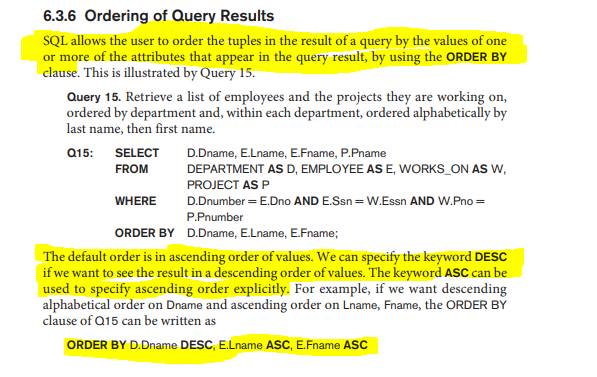 6.3.6 Ordering of Query Results
SQL allows the user to order the tuples in the result of a query by the values of one
or more of the attributes that appear in the query result, by using the ORDER BY
clause. This is illustrated by Query 15.
Query 15. Retrieve a list of employees and the projects they are working on,
ordered by department and, within each department, ordered alphabetically by
last name, then first name.
Q15: SELECT D.Dname, E.Lname, E.Fname, P.Pname
FROM DEPARTMENT AS D, EMPLOYEE AS E, WORKS_ON AS W,
PROJECT AS P
WHERE D.Dnumber = E.Dno AND E.Ssn = W.Essn AND W.Pno =
P.Pnumber
ORDER BY D.Dname, E.Lname, E.Fname;
The default order is in ascending order of values. We can specify the keyword DESC
if we want to see the result in a descending order of values. The keyword ASC can be
used to specify ascending order explicitly. For example, if we want descending
alphabetical order on Dname and ascending order on Lname, Fname, the ORDER BY
clause of Q15 can be written as
ORDER BY D.Dname DESC, E.Lname ASC, E.Fname ASC